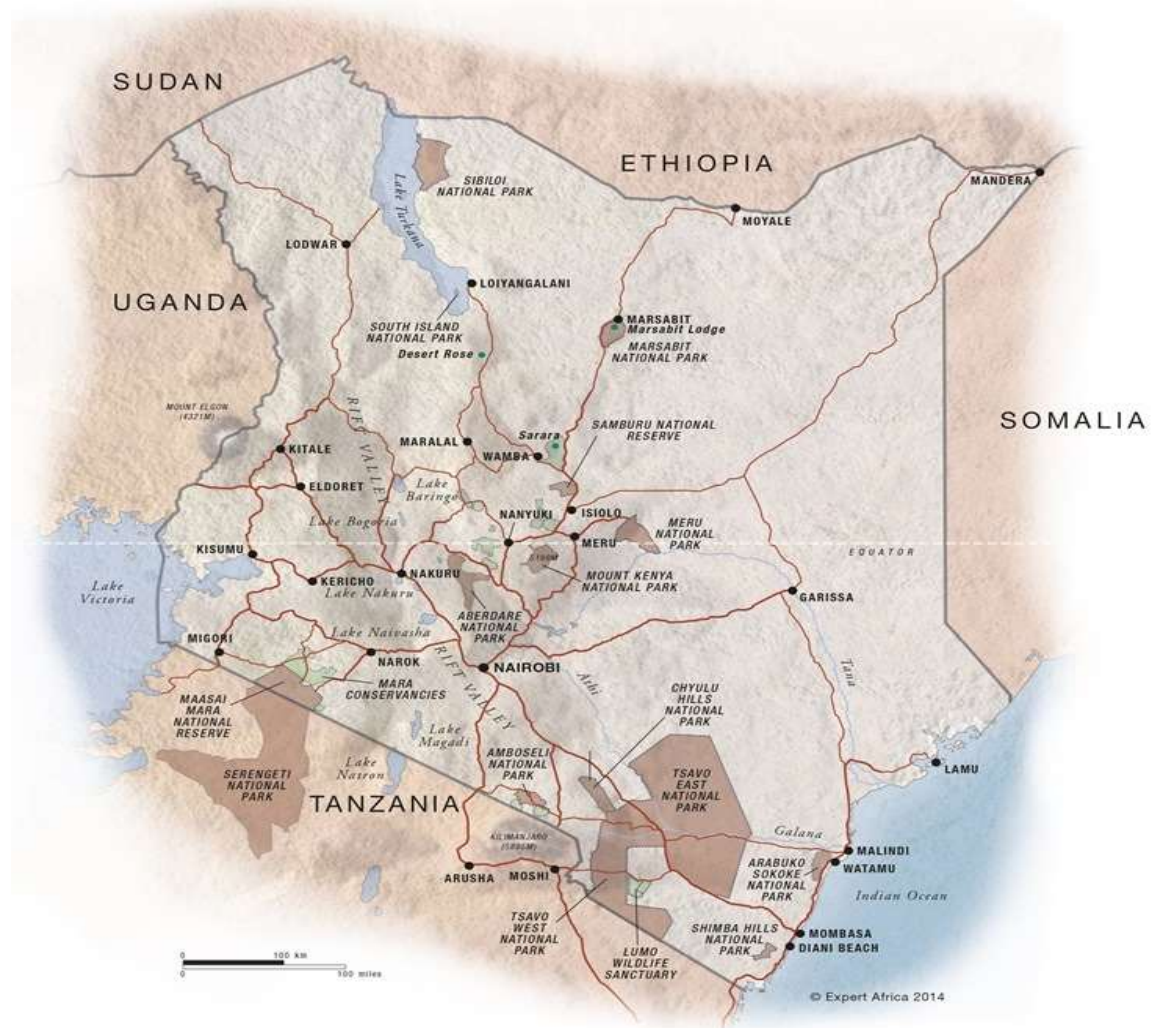 SUDAN
ETHIOPIA
MANDERA
SIBILOI
NATIONAL PARK
Lake Turkana
MOYALE
LODWAR
LOIYANGALANI
UGANDA
SOUTH ISLAND
NATIONAL PARK
Desert Rose
MARSABIT
Marsabit Lodge
MARSABIT
NATIONAL PARK
MOUNT ELGON
(4321M)
RIFT VALLEY
SOMALIA
SAMBURU NATIONAL
RESERVE
Sarara
MARALAL
WAMBA
KITALE
ELDORET
Lake
Baringo
Lake Bogoria
NANYUKI
ISIOLO
MERU
MERU
NATIONAL
PARK
KISUMU
EQUATOR
KERICHO
NAKURU
Lake Nakuru
MOUNT KENYA
NATIONAL PARK
Lake
Victoria
ABERDARE
NATIONAL
PARK
GARISSA
Lake Naivasha
MIGORI
NAROK
NAIROBI
RIFT VALLEY
Athi
Tana
MARA
CONSERVANCIES
MAASAI
MARA
NATIONAL
RESERVE
CHYULU
HILLS
NATIONAL
PARK
Lake
Magadi
AMBOSELI
NATIONAL
PARK
Lake
Natron
SERENGETI
NATIONAL
PARK
TANZANIA
TSAVO
EAST
NATIONAL
PARK
LAMU
Galana
KILIMANJARO
MALINDI
WATAMU
ARABUKO
SOKOKE
NATIONAL
PARK
ARUSHA
MOSHI
Indian Ocean
TSAVO
WEST
NATIONAL
PARK
LUMO
WILDLIFE
SANCTUARY
SHIMBA HILLS
NATIONAL
PARK
MOMBASA
DIANI BEACH
0 100 km
0 100 miles
© Expert Africa 2014